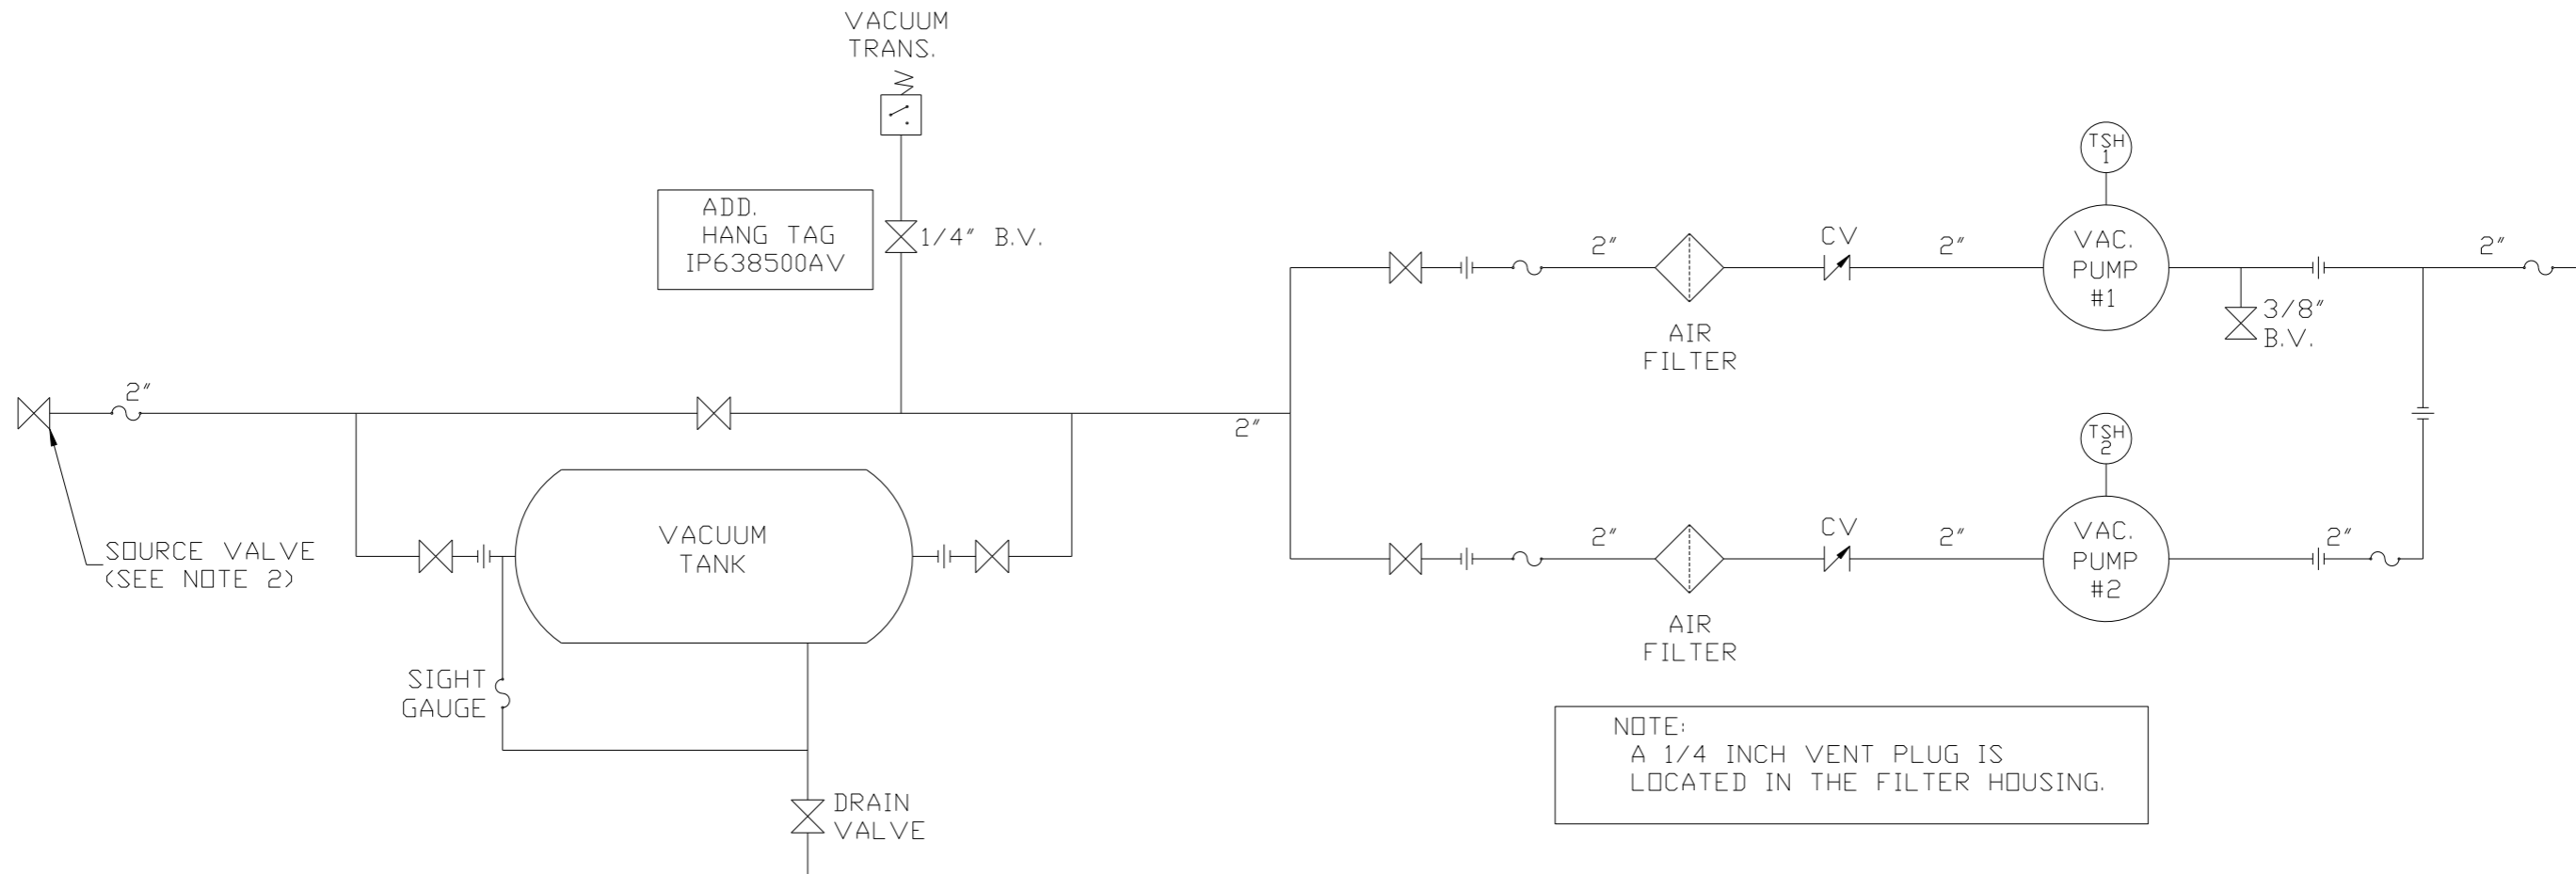 VACUUM
TRANS.
ADD.
HANG TAG
IP638500AV
1/4" B.V.
TSH
1
2"
CV
2"
VAC.
PUMP
#1
2"
3/8"
B.V.
AIR
FILTER
2"
2"
SOURCE VALVE
(SEE NOTE 2)
VACUUM
TANK
TSH
2
2"
CV
2"
VAC.
PUMP
#2
2"
AIR
FILTER
SIGHT
GAUGE
DRAIN
VALVE
NOTE:
A 1/4 INCH VENT PLUG IS
LOCATED IN THE FILTER HOUSING.